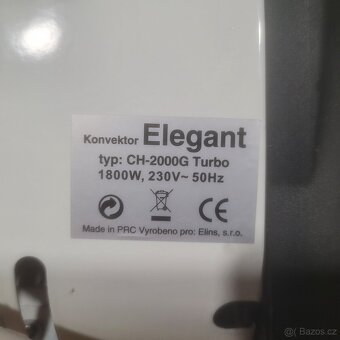 Konvektor Elegant
typ: CH-2000G Turbo
1800W, 230V~ 50Hz
CE
Made in PRC Vyrobeno pro: Elins, s.r.o.
Bazos.cz